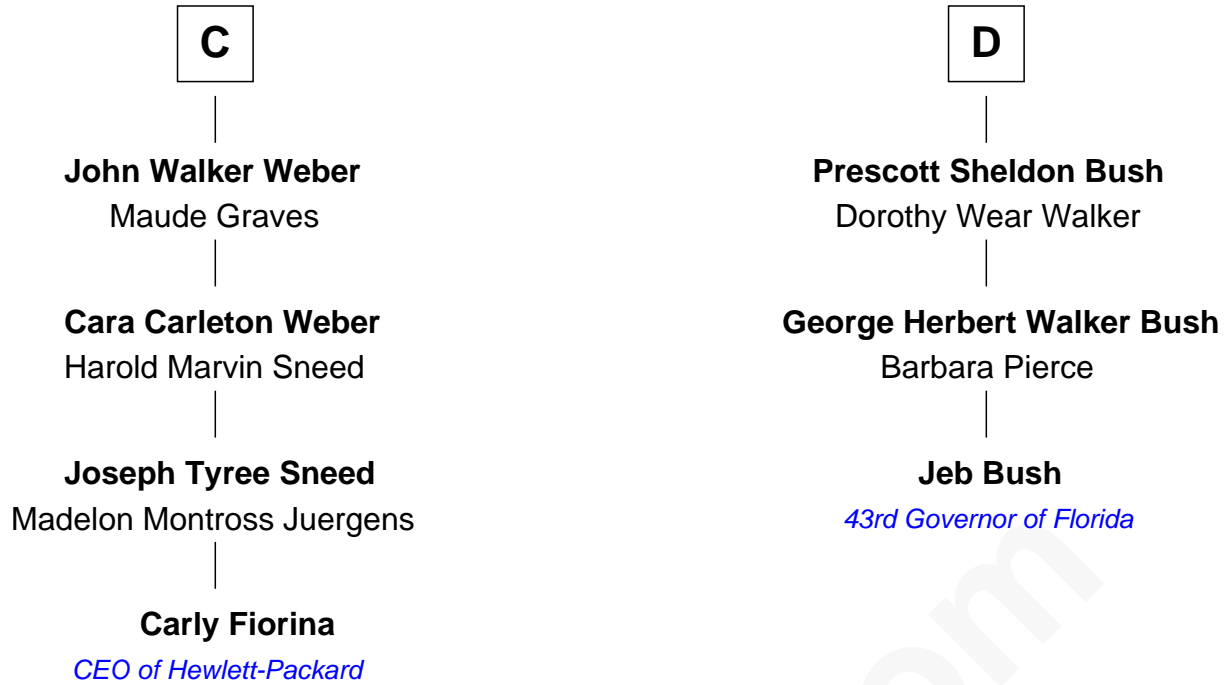 C
John Walker Weber
Maude Graves
Cara Carleton Weber
Harold Marvin Sneed
Joseph Tyree Sneed
Madelon Montross Juergens
Carly Fiorina
CEO of Hewlett-Packard
D
Prescott Sheldon Bush
Dorothy Wear Walker
George Herbert Walker Bush
Barbara Pierce
Jeb Bush
43rd Governor of Florida
om